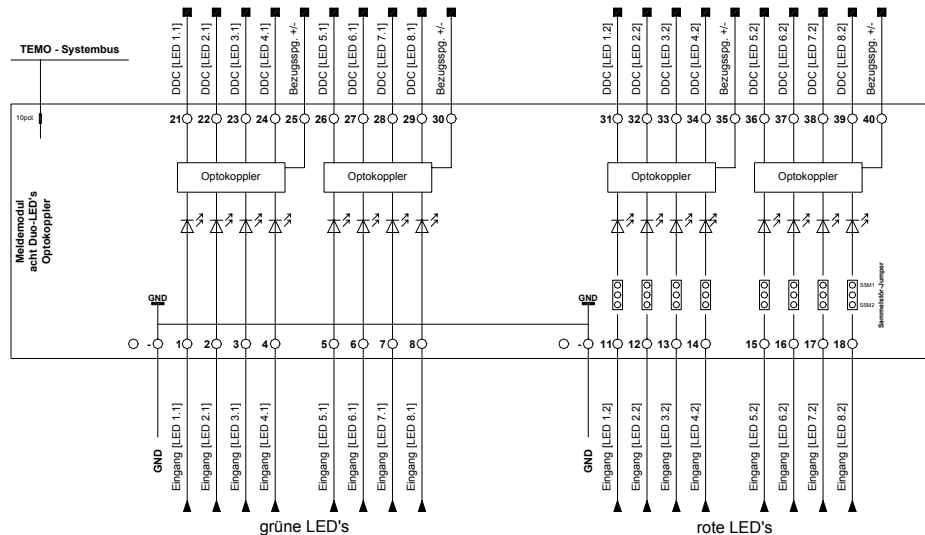 DDC [LED 1.1]
DDC [LED 2.1]
DDC [LED 3.1]
DDC [LED 4.1]
Bezugsspg. +/-
DDC [LED 5.1]
DDC [LED 6.1]
DDC [LED 7.1]
DDC [LED 8.1]
Bezugsspg. +/-
DDC [LED 1.2]
DDC [LED 2.2]
DDC [LED 3.2]
DDC [LED 4.2]
Bezugsspg. +/-
DDC [LED 5.2]
DDC [LED 6.2]
DDC [LED 7.2]
DDC [LED 8.2]
Bezugsspg. +/-
TEMO - Systembus
10pol.
21 22 23 24 25 26 27 28 29 30 31 32 33 34 35 36 37 38 39 40
Optokoppler Optokoppler Optokoppler Optokoppler
Meldemodul
acht Duo-LED's
Optokoppler
SSM1
SSM2
Sammelstör-Jumper
GND GND
- 1 2 3 4 5 6 7 8 - 11 12 13 14 15 16 17 18
GND
Eingang [LED 1.1]
Eingang [LED 2.1]
Eingang [LED 3.1]
Eingang [LED 4.1]
Eingang [LED 5.1]
Eingang [LED 6.1]
Eingang [LED 7.1]
Eingang [LED 8.1]
GND
Eingang [LED 1.2]
Eingang [LED 2.2]
Eingang [LED 3.2]
Eingang [LED 4.2]
Eingang [LED 5.2]
Eingang [LED 6.2]
Eingang [LED 7.2]
Eingang [LED 8.2]
grüne LED's
rote LED's